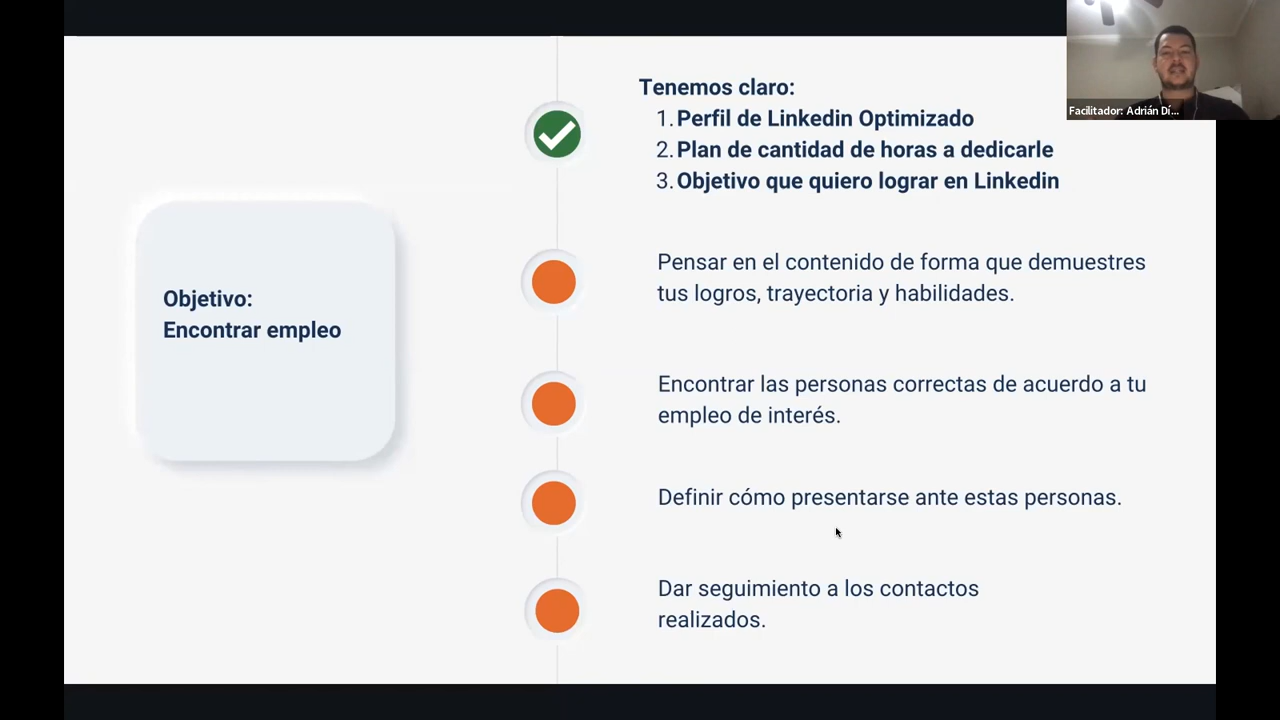 Tenemos claro:
1. Perfil de Linkedin Optimizado
2. Plan de cantidad de horas a dedicarle
3. Objetivo que quiero lograr en Linkedin
Facilitador: Adrián Dí...
Objetivo:
Encontrar empleo
Pensar en el contenido de forma que demuestres
tus logros, trayectoria y habilidades.
Encontrar las personas correctas de acuerdo a tu
empleo de interés.
Definir cómo presentarse ante estas personas.
Dar seguimiento a los contactos
realizados.